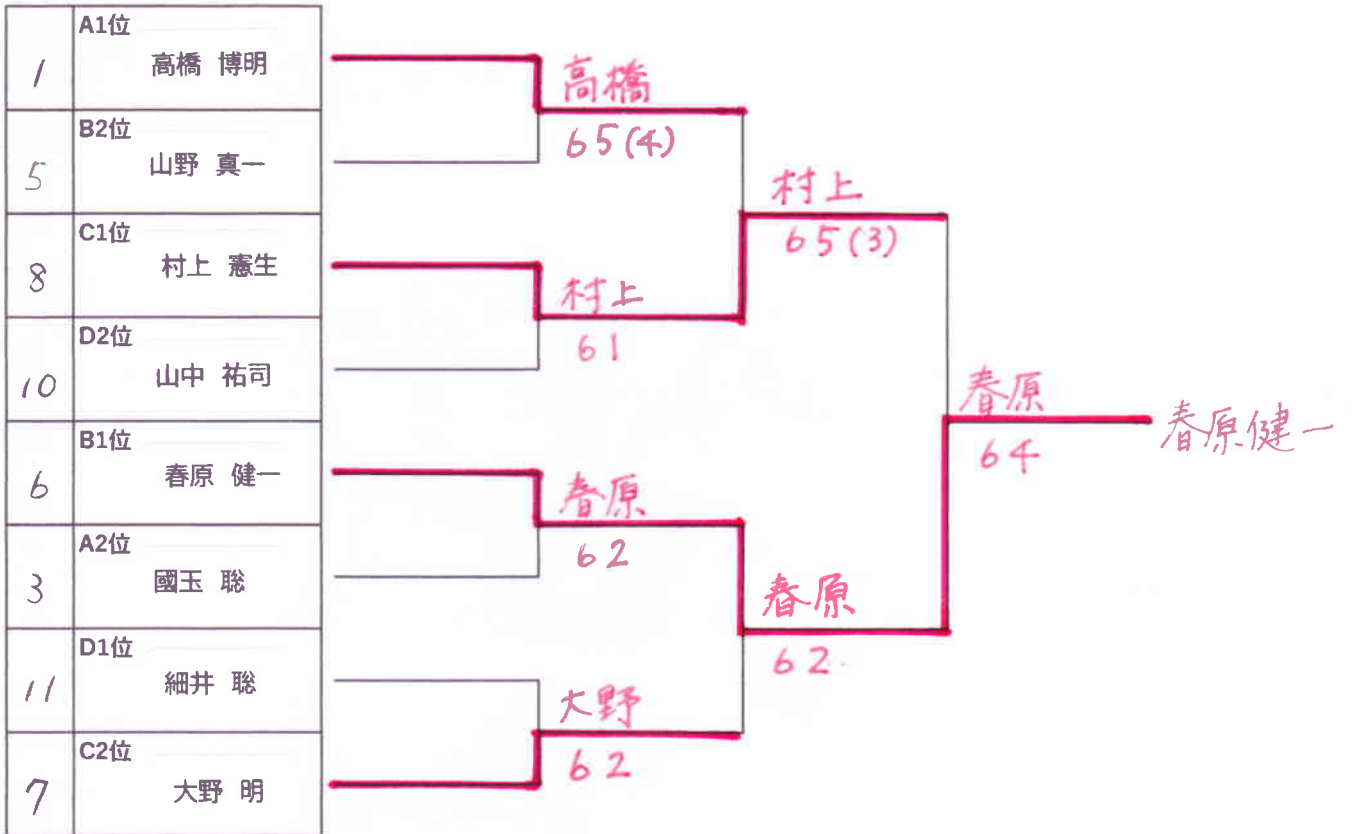 A1位
1 高橋 博明
B2位
5 山野 真一
C1位
8 村上 憲生
D2位
10 山中 祐司
B1位
6 春原 健一
A2位
3 國玉 聡
D1位
11 細井 聡
C2位
7 大野 明
高橋
65(4)
村上
61
春原
62
大野
62
村上
65(3)
春原
62.
春原
64
春原健一